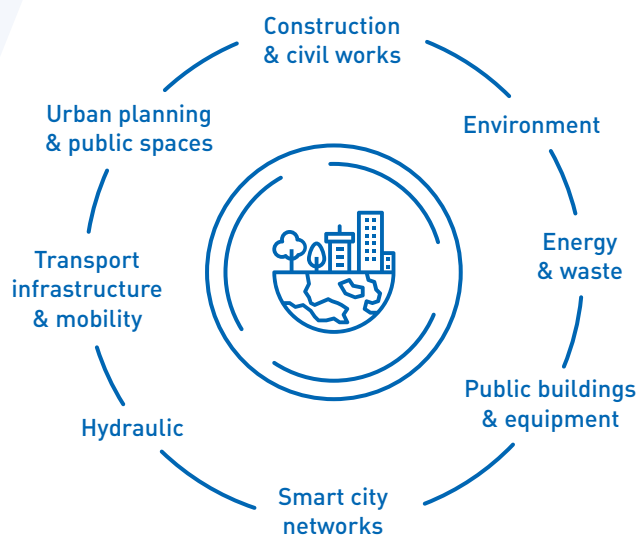 Construction
& civil works
Environment
Energy
& waste
Public buildings
& equipment
Smart city
networks
Hydraulic
Transport
infrastructure
& mobility
Urban planning
& public spaces